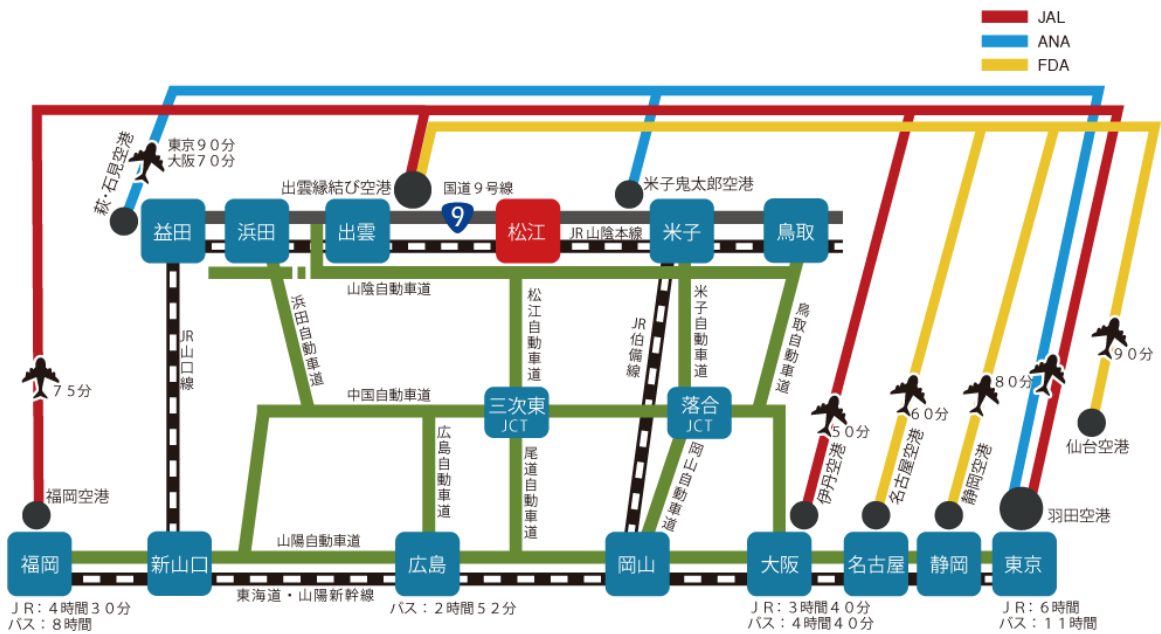 JAL
ANA
FDA
東京９０分
大阪７０分
萩・石見空港
出雲縁結び空港
国道９号線
9
米子鬼太郎空港
益田
浜田
出雲
松江
JR山陰本線
米子
鳥取
山陰自動車道
浜田自動車道
松江自動車道
JR伯備線
米子自動車道
鳥取自動車道
JR山口線
７５分
中国自動車道
三次東
JCT
落合
JCT
５０分
６０分
８０分
９０分
広島自動車道
尾道自動車道
岡山自動車道
伊丹空港
名古屋空港
静岡空港
仙台空港
福岡空港
羽田空港
山陽自動車道
福岡
新山口
広島
岡山
大阪
名古屋
静岡
東京
東海道・山陽新幹線
ＪＲ：４時間３０分
バス：８時間
バス：２時間５２分
ＪＲ：３時間４０分
バス：４時間４０分
ＪＲ：６時間
バス：１１時間